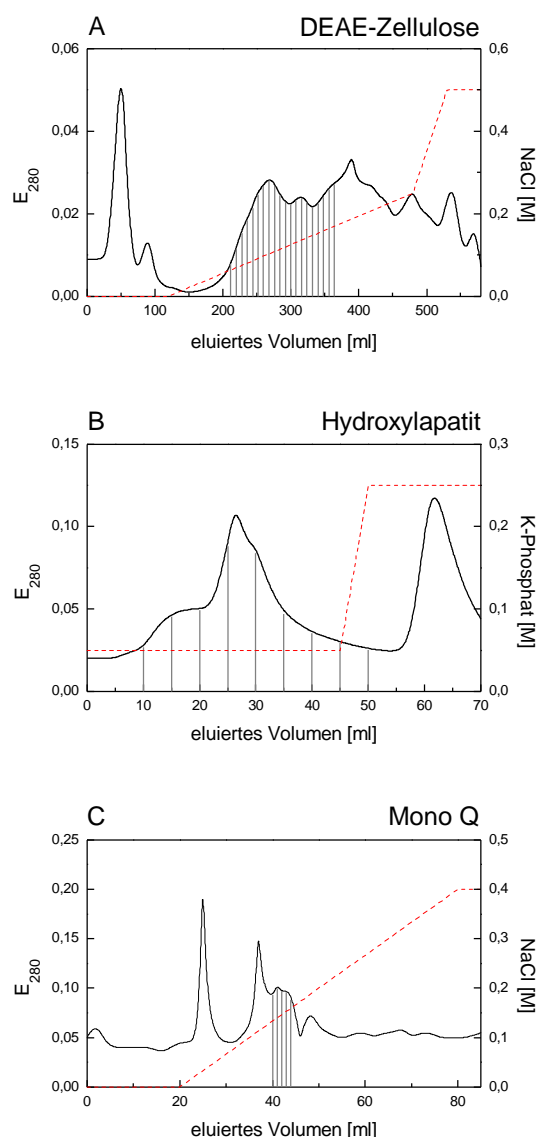 A DEAE-Zellulose
0,06 0,6
0,04 0,4
0,02 0,2
0,00 0,0
E280
NaCl [M]
0 100 200 300 400 500
eluiertes Volumen [ml]
B Hydroxylapatit
0,15 0,3
0,10 0,2
0,05 0,1
0,00 0,0
E280
K-Phosphat [M]
0 10 20 30 40 50 60 70
eluiertes Volumen [ml]
C Mono Q
0,25 0,5
0,20 0,4
0,15 0,3
0,10 0,2
0,05 0,1
0,00 0,0
E280
NaCl [M]
0 20 40 60 80
eluiertes Volumen [ml]